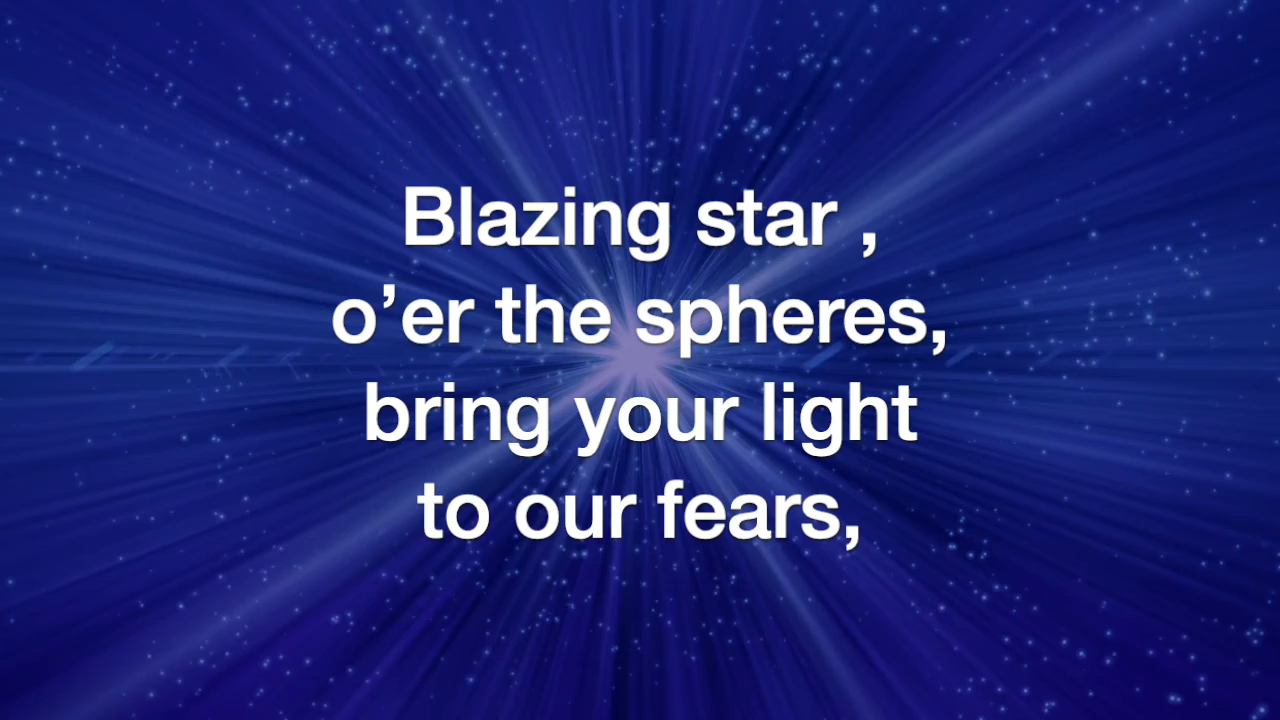 Blazing star ,
o’er the spheres,
bring your light
to our fears,